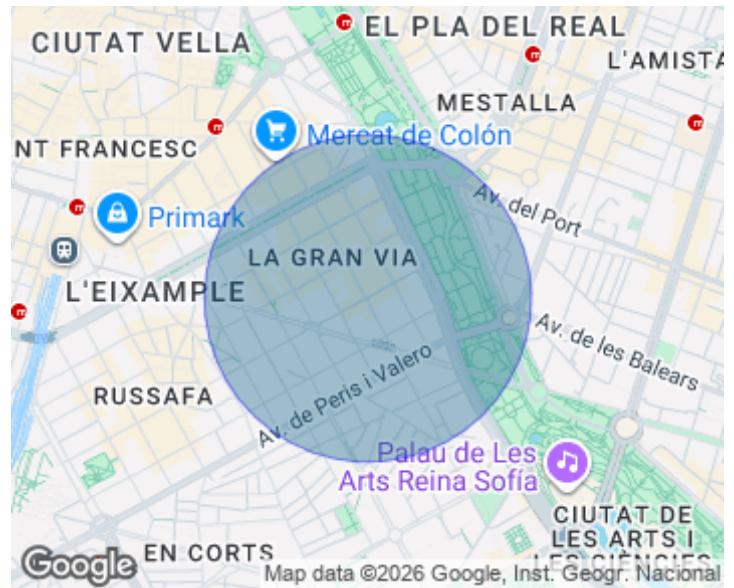 EL PLA DEL REAL
CIUTAT VELLA
L'AMISTA
MESTALLA
Mercat de Colón
NT FRANCESC
Av. del Port
Primark
LA GRAN VIA
L'EIXAMPLE
Av. de les Balears
Av. de Peris i Valero
RUSSAFA
Palau de Les
Arts Reina Sofía
CIUTAT DE
LES ARTS I
LES CIÈNCIES
EN CORTS
Google
Map data ©2026 Google, Inst. Geogr. Nacional